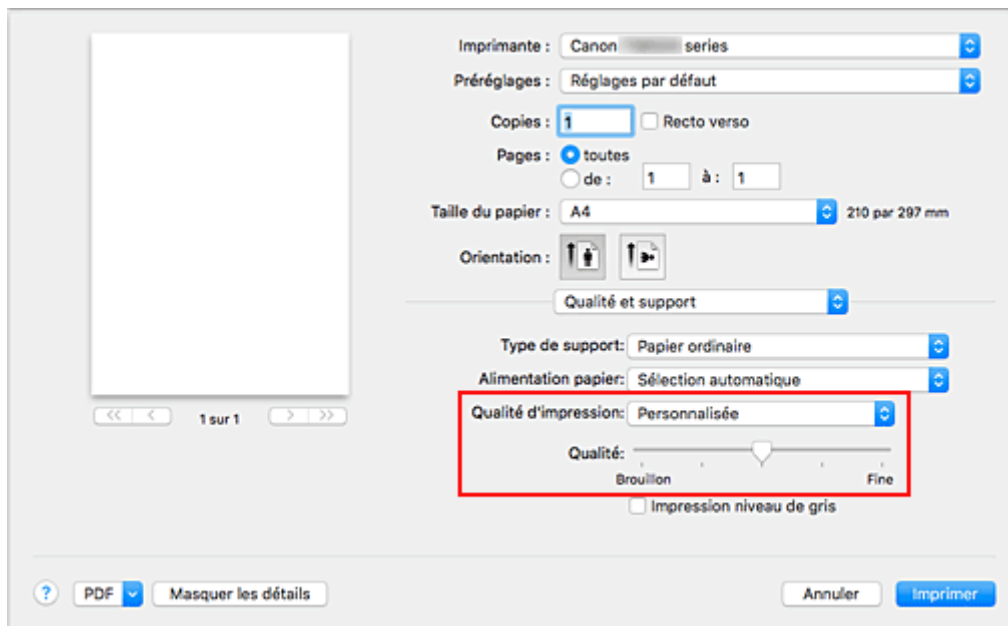 Imprimante : Canon series
Préréglages : Réglages par défaut
Copies : 1 Recto verso
Pages : toutes
de : 1 à : 1
Taille du papier : A4 210 par 297 mm
Orientation :
Qualité et support
Type de support: Papier ordinaire
Alimentation papier: Sélection automatique
Qualité d'impression: Personnalisée
Qualité:
Brouillon Fine
Impression niveau de gris
<< < 1 sur 1 > >>
? PDF Masquer les détails Annuler Imprimer